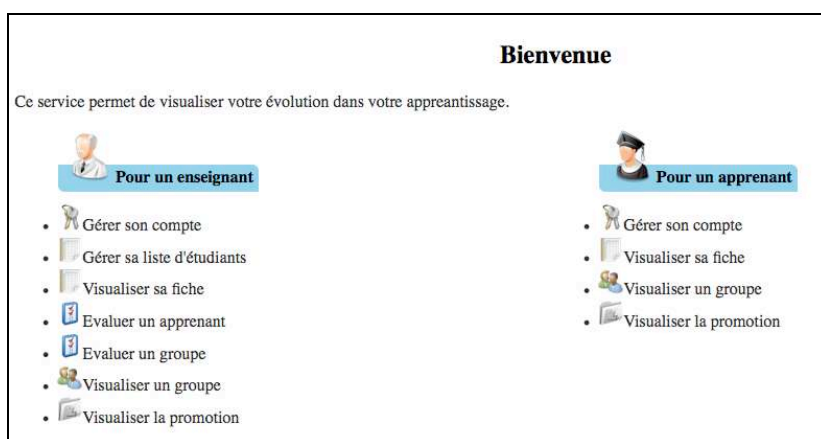 Bienvenue
Ce service permet de visualiser votre évolution dans votre appreantissage.
Pour un enseignant
Gérer son compte
Gérer sa liste d'étudiants
Visualiser sa fiche
Evaluer un apprenant
Evaluer un groupe
Visualiser un groupe
Visualiser la promotion
Pour un apprenant
Gérer son compte
Visualiser sa fiche
Visualiser un groupe
Visualiser la promotion